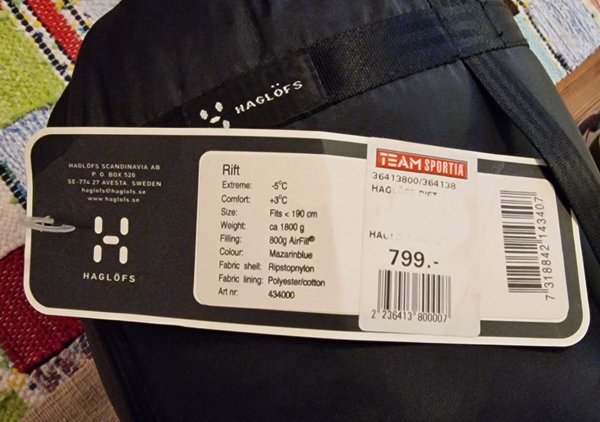 HAGLÖFS
HAGLÖFS SCANDINAVIA AB
P. O. BOX 520
SE-774 27 AVESTA, SWEDEN
haglofs@haglofs.se
www.haglofs.se
HAGLÖFS
Rift
Extreme: -5°C
Comfort: +3°C
Size: Fits < 190 cm
Weight: ca 1800 g
Filling: 800g AirFill®
Colour: Mazarinblue
Fabric shell: Ripstopnylon
Fabric lining: Polyester/cotton
Art nr: 434000
TEAM SPORTIA
36413800/364138
HAGLÖFS RIFT
799.-
2 236413 800007
7 318842 143407